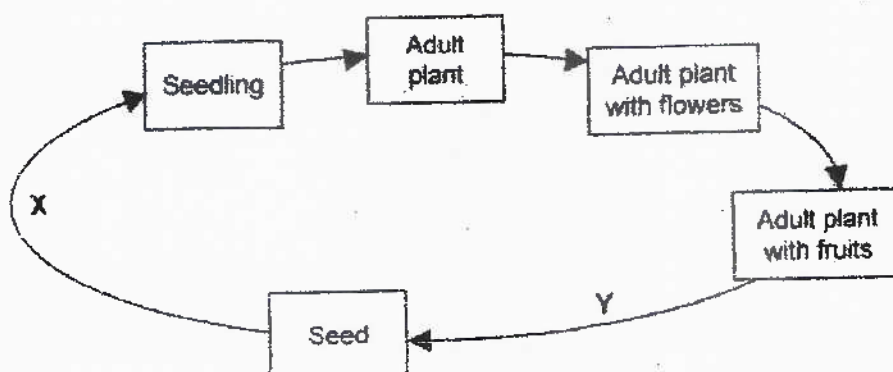 Seedling
Adult
plant
Adult plant
with flowers
Adult plant
with fruits
X
Y
Seed